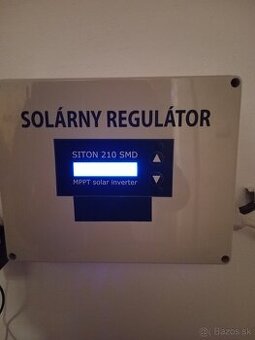 SOLÁRNY REGULÁTOR
SITON 210 SMD
MPPT solar inverter
Bazos.sk